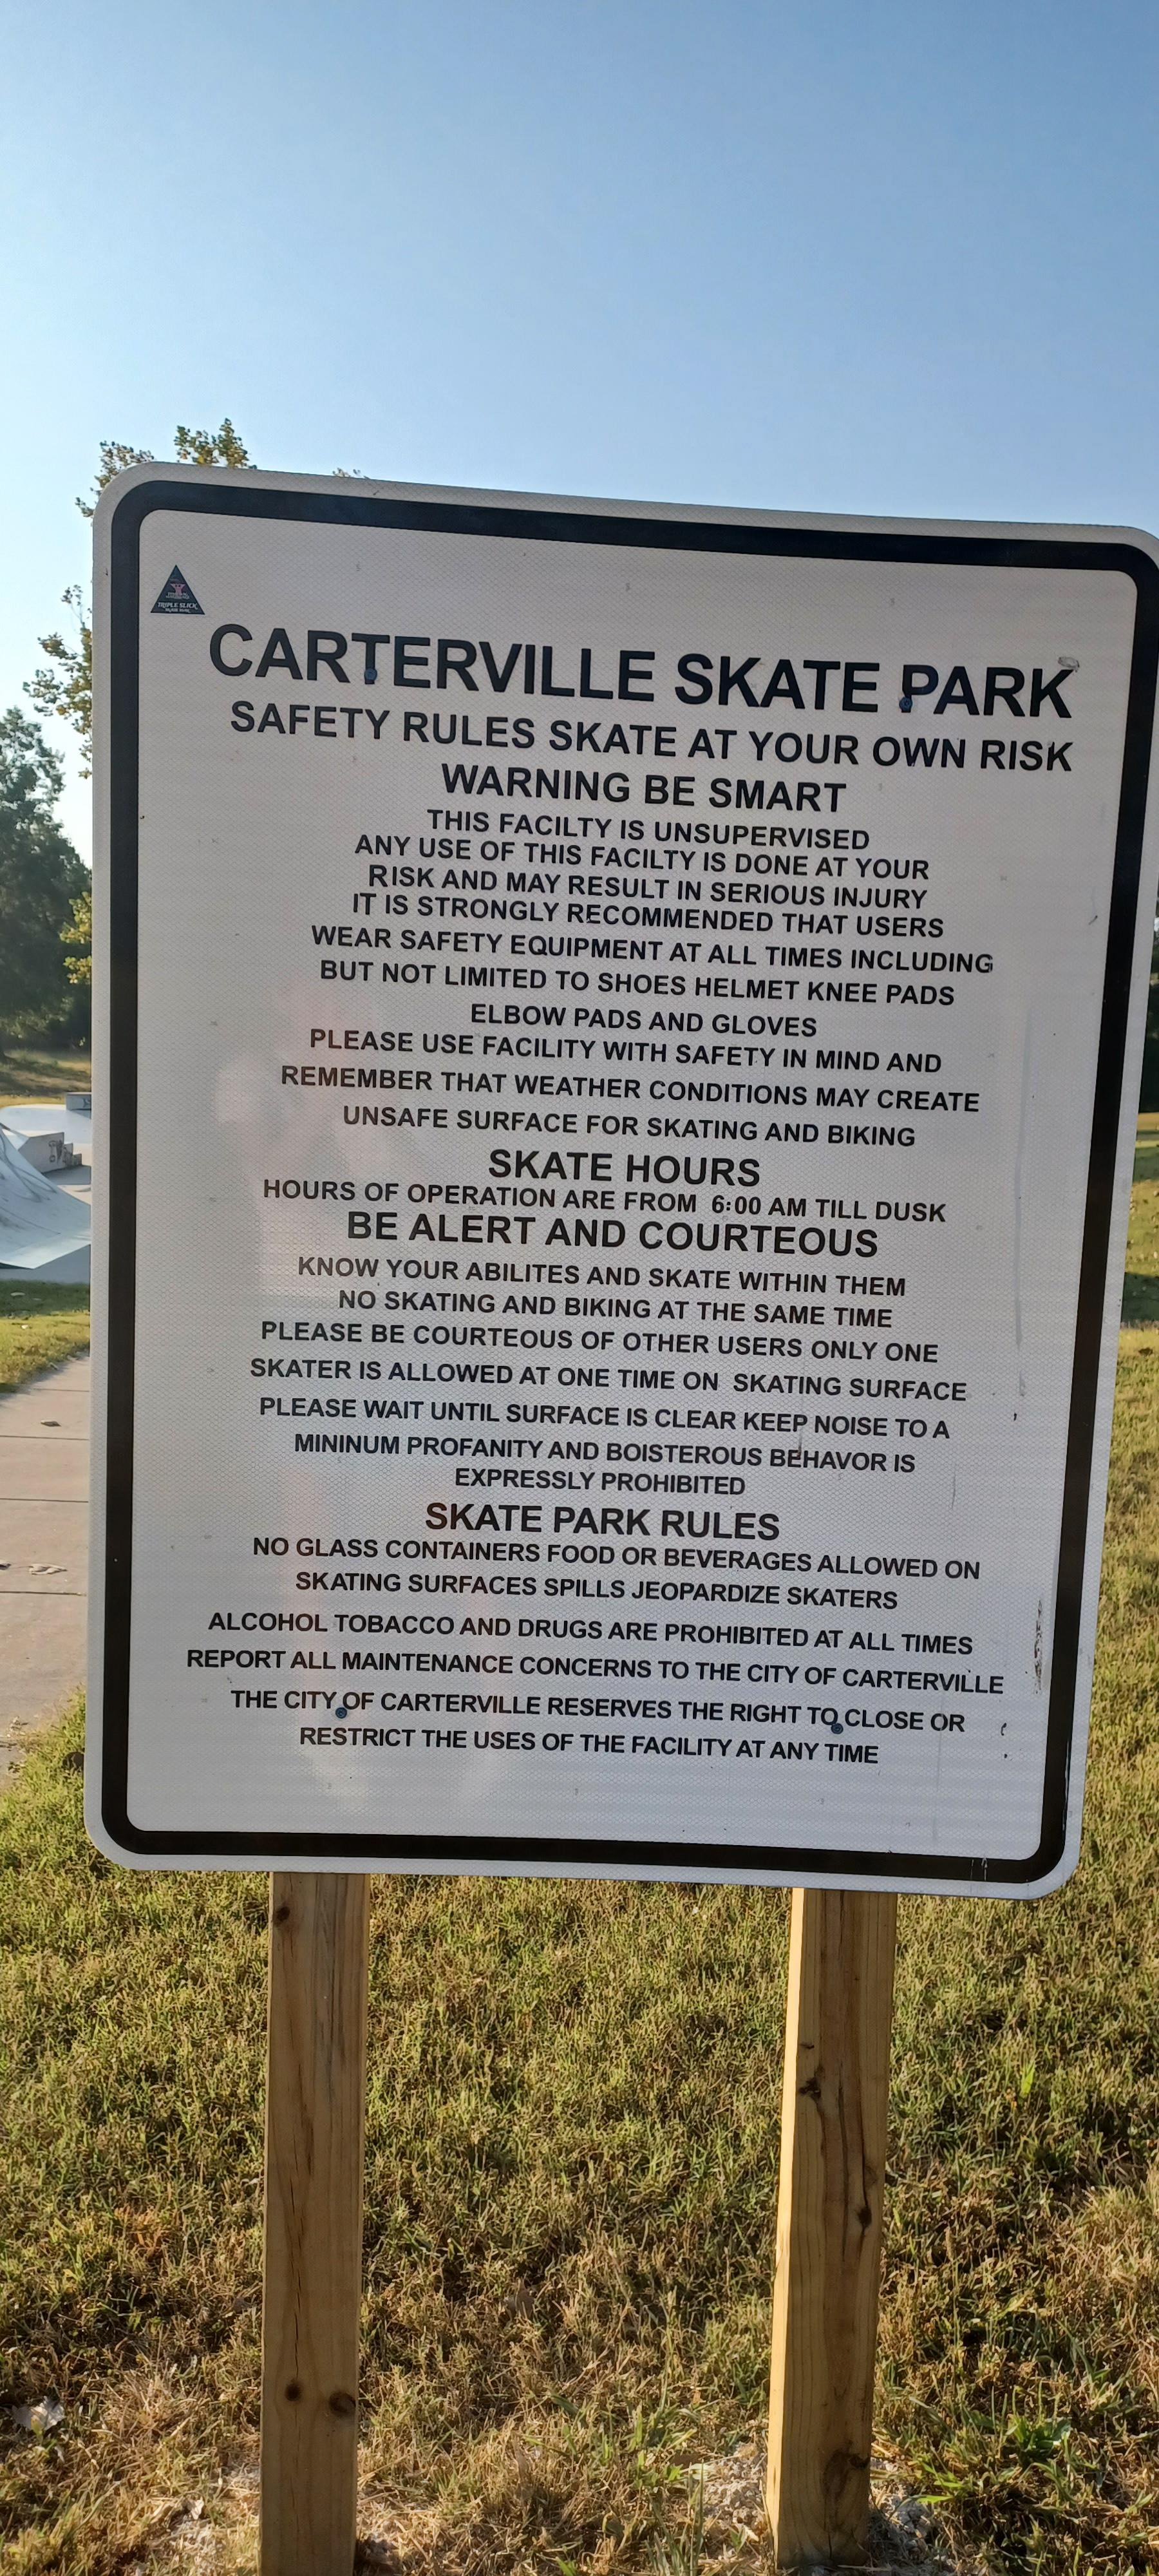 TRIPLE SLICK
CARTERVILLE SKATE PARK
SAFETY RULES SKATE AT YOUR OWN RISK
WARNING BE SMART
THIS FACILTY IS UNSUPERVISED
ANY USE OF THIS FACILTY IS DONE AT YOUR
RISK AND MAY RESULT IN SERIOUS INJURY
IT IS STRONGLY RECOMMENDED THAT USERS
WEAR SAFETY EQUIPMENT AT ALL TIMES INCLUDING
BUT NOT LIMITED TO SHOES HELMET KNEE PADS
ELBOW PADS AND GLOVES
PLEASE USE FACILITY WITH SAFETY IN MIND AND
REMEMBER THAT WEATHER CONDITIONS MAY CREATE
UNSAFE SURFACE FOR SKATING AND BIKING
SKATE HOURS
HOURS OF OPERATION ARE FROM 6:00 AM TILL DUSK
BE ALERT AND COURTEOUS
KNOW YOUR ABILITES AND SKATE WITHIN THEM
NO SKATING AND BIKING AT THE SAME TIME
PLEASE BE COURTEOUS OF OTHER USERS ONLY ONE
SKATER IS ALLOWED AT ONE TIME ON SKATING SURFACE
PLEASE WAIT UNTIL SURFACE IS CLEAR KEEP NOISE TO A
MININUM PROFANITY AND BOISTEROUS BEHAVOR IS
EXPRESSLY PROHIBITED
SKATE PARK RULES
NO GLASS CONTAINERS FOOD OR BEVERAGES ALLOWED ON
SKATING SURFACES SPILLS JEOPARDIZE SKATERS
ALCOHOL TOBACCO AND DRUGS ARE PROHIBITED AT ALL TIMES
REPORT ALL MAINTENANCE CONCERNS TO THE CITY OF CARTERVILLE
THE CITY OF CARTERVILLE RESERVES THE RIGHT TO CLOSE OR
RESTRICT THE USES OF THE FACILITY AT ANY TIME